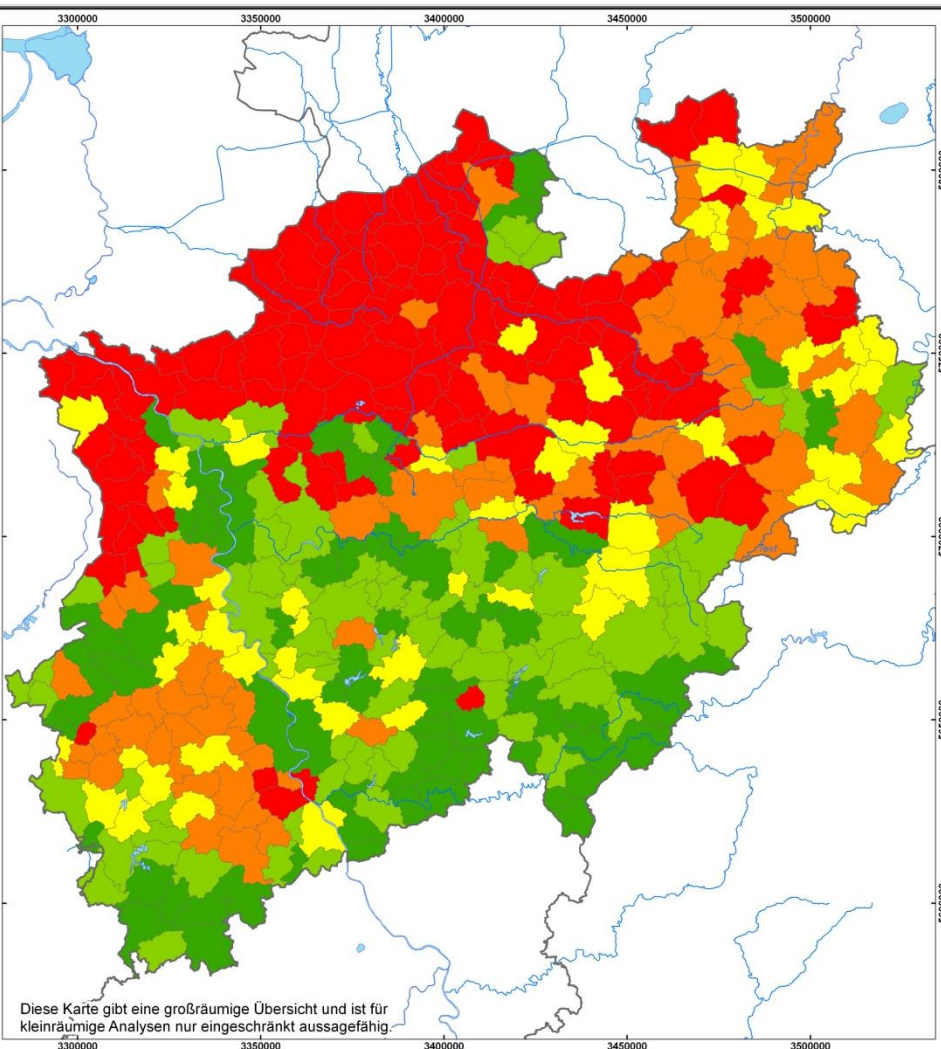 3300000 3350000 3400000 3450000 3500000
Text
Diese Karte gibt eine großräumige Übersicht und ist für
kleinräumige Analysen nur eingeschränkt aussagefähig.
3300000 3350000 3400000 3450000 3500000